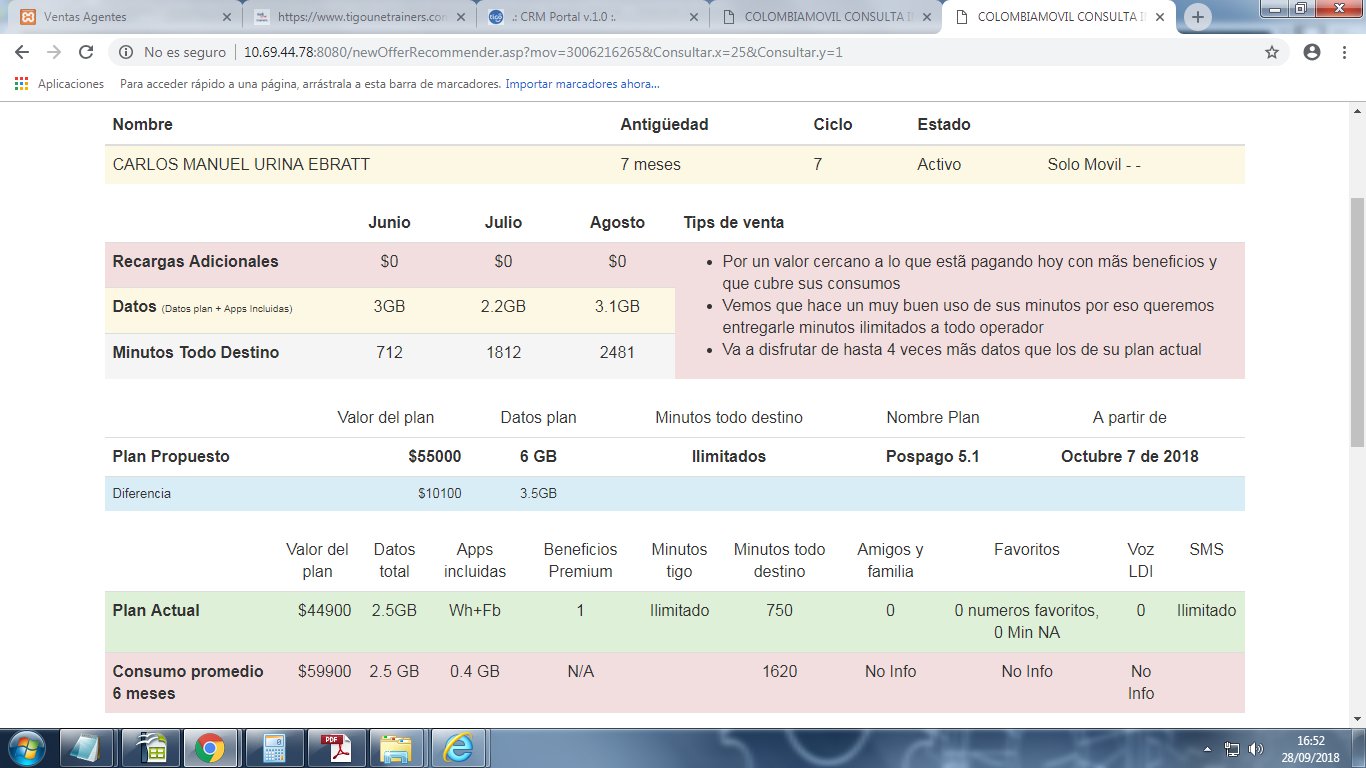 Ventas Agentes
https://www.tigounetrainers.com
.: CRM Portal v.1.0 :.
COLOMBIAMOVIL CONSULTA I
COLOMBIAMOVIL CONSULTA I
No es seguro
10.69.44.78:8080/newOfferRecommender.asp?mov=3006216265&Consultar.x=25&Consultar.y=1
Aplicaciones Para acceder rápido a una página, arrástrala a esta barra de marcadores. Importar marcadores ahora...
Nombre Antigüedad Ciclo Estado
CARLOS MANUEL URINA EBRATT 7 meses 7 Activo Solo Movil - -
Junio Julio Agosto Tips de venta
Recargas Adicionales $0 $0 $0
• Por un valor cercano a lo que estã pagando hoy con mãs beneficios y
que cubre sus consumos
Datos (Datos plan + Apps Incluidas) 3GB 2.2GB 3.1GB
• Vemos que hace un muy buen uso de sus minutos por eso queremos
entregarle minutos ilimitados a todo operador
Minutos Todo Destino 712 1812 2481
• Va a disfrutar de hasta 4 veces mãs datos que los de su plan actual
Valor del plan Datos plan Minutos todo destino Nombre Plan A partir de
Plan Propuesto $55000 6 GB Ilimitados Pospago 5.1 Octubre 7 de 2018
Diferencia $10100 3.5GB
Valor del Datos Apps Beneficios Minutos Minutos todo Amigos y Favoritos Voz SMS
plan total incluidas Premium tigo destino familia LDI
Plan Actual $44900 2.5GB Wh+Fb 1 Ilimitado 750 0 0 numeros favoritos, 0 Ilimitado
0 Min NA
Consumo promedio $59900 2.5 GB 0.4 GB N/A 1620 No Info No Info No
6 meses Info
PDF
16:52
28/09/2018